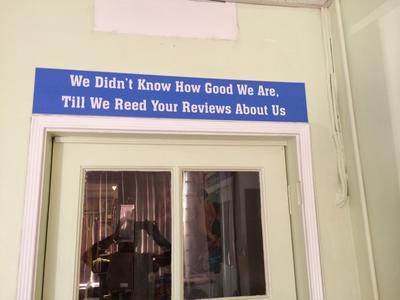 We Didn't Know How Good We Are,
Till We Reed Your Reviews About Us